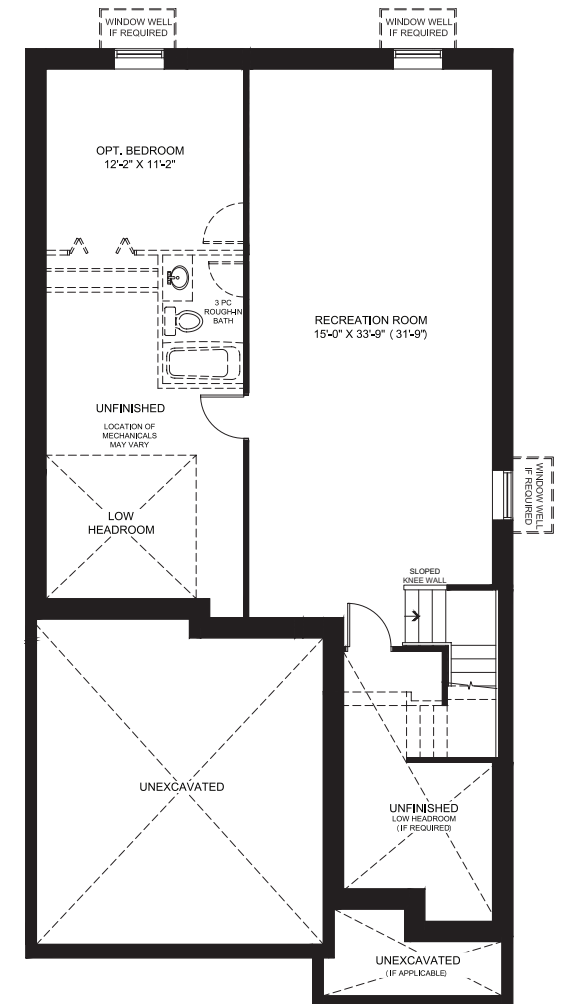 WINDOW WELL
IF REQUIRED
WINDOW WELL
IF REQUIRED
OPT. BEDROOM
12'-2" X 11'-2"
3 PC
ROUGH-IN
BATH
RECREATION ROOM
15'-0" X 33'-9" ( 31'-9")
UNFINISHED
LOCATION OF
MECHANICALS
MAY VARY
WINDOW WELL
IF REQUIRED
LOW
HEADROOM
SLOPED
KNEE WALL
UNEXCAVATED
UNFINISHED
LOW HEADROOM
(IF REQUIRED)
UNEXCAVATED
(IF APPLICABLE)